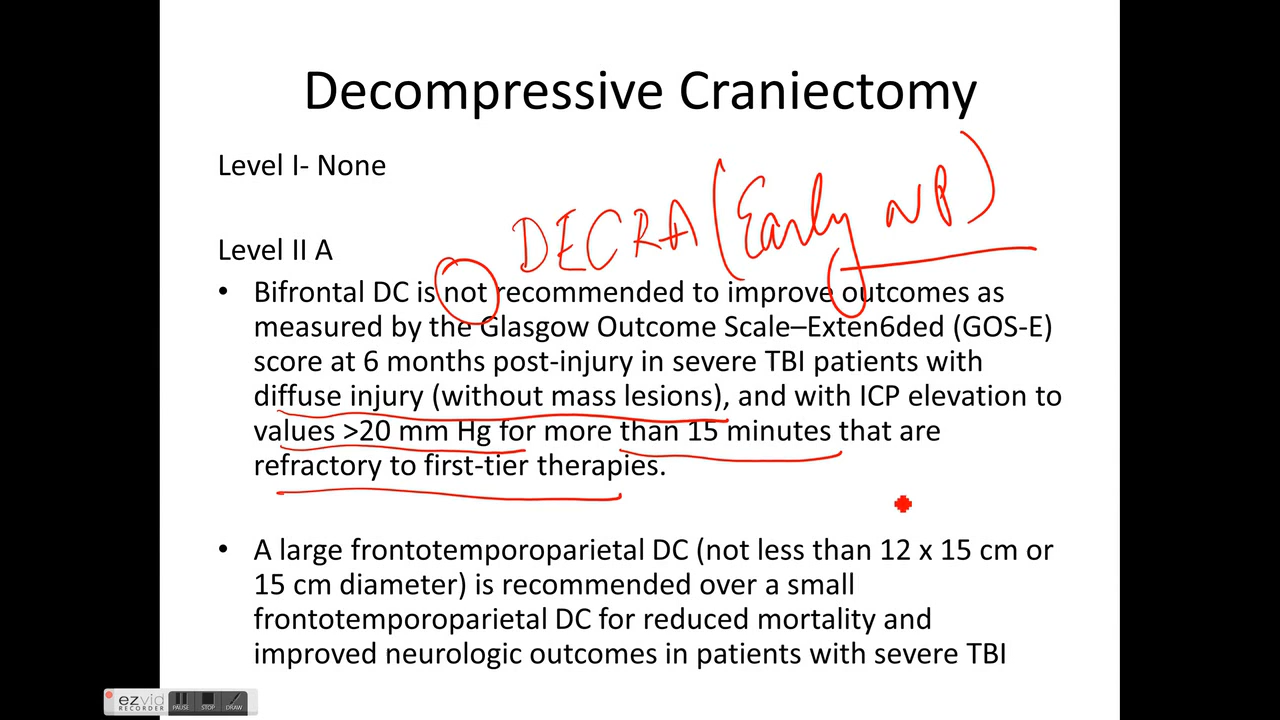 Decompressive Craniectomy
Level I- None
DECRA (Early
Level II A
• Bifrontal DC is not recommended to improve outcomes as
measured by the Glasgow Outcome Scale–Exten6ded (GOS-E)
score at 6 months post-injury in severe TBI patients with
diffuse injury (without mass lesions), and with ICP elevation to
values >20 mm Hg for more than 15 minutes that are
refractory to first-tier therapies.
• A large frontotemporoparietal DC (not less than 12 x 15 cm or
15 cm diameter) is recommended over a small
frontotemporoparietal DC for reduced mortality and
improved neurologic outcomes in patients with severe TBI
ezvid
RECORDER
PAUSE STOP DRAW